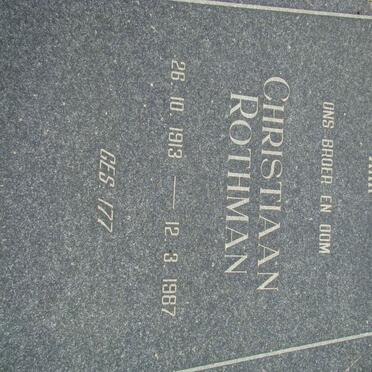 ONS BROER EN OOM
CHRISTIAAN
ROTHMAN
26. 10. 1913 — 12. 3. 1987
GES 177